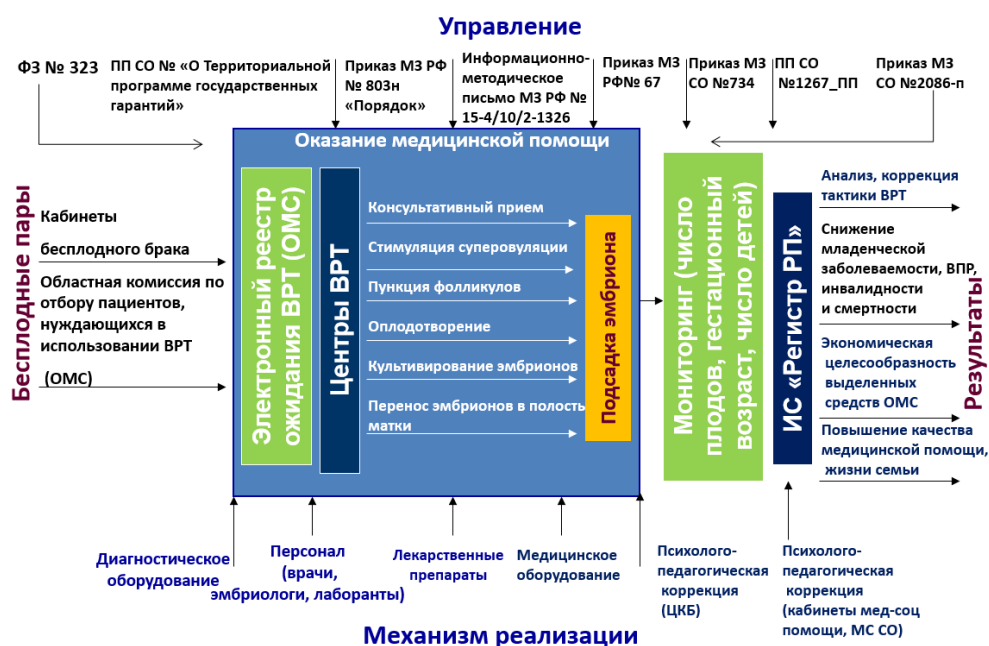 Управление
ФЗ № 323
ПП СО № «О Территориальной
программе государственных
гарантий»
Приказ МЗ РФ
№ 803н
«Порядок»
Информационно-
методическое
письмо МЗ РФ №
15-4/10/2-1326
Приказ МЗ
РФ№ 67
Приказ МЗ
СО №734
ПП СО
№1267_ПП
Приказ МЗ
СО №2086-п
Бесплодные пары
Кабинеты
бесплодного брака
Областная комиссия по
отбору пациентов,
нуждающихся в
использовании ВРТ
(ОМС)
Оказание медицинской помощи
Электронный реестр
ожидания ВРТ (ОМС)
Центры ВРТ
Консультативный прием
Стимуляция суперовуляции
Пункция фолликулов
Оплодотворение
Культивирование эмбрионов
Перенос эмбрионов в полость
матки
Подсадка эмбриона
Мониторинг (число
плодов, гестационный
возраст, число детей)
ИС «Регистр РП»
Анализ, коррекция
тактики ВРТ
Снижение
младенческой
заболеваемости, ВПР,
инвалидности
и смертности
Экономическая
целесообразность
выделенных
средств ОМС
Повышение качества
медицинской помощи,
жизни семьи
Результаты
Диагностическое
оборудование
Персонал
(врачи,
эмбриологи, лаборанты)
Лекарственные
препараты
Медицинское
оборудование
Психолого-
педагогическая
коррекция
(ЦКБ)
Психолого-
педагогическая
коррекция
(кабинеты мед-соц
помощи, МС СО)
Механизм реализации